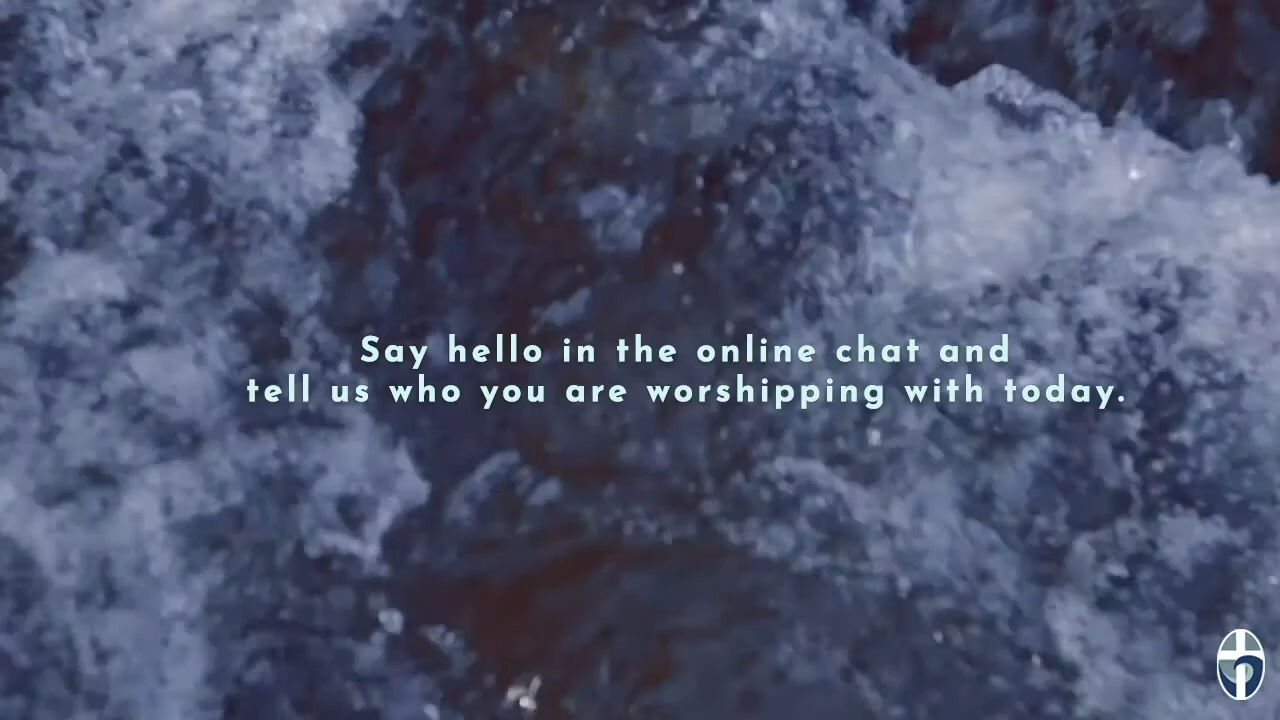 Say hello in the online chat and
tell us who you are worshipping with today.